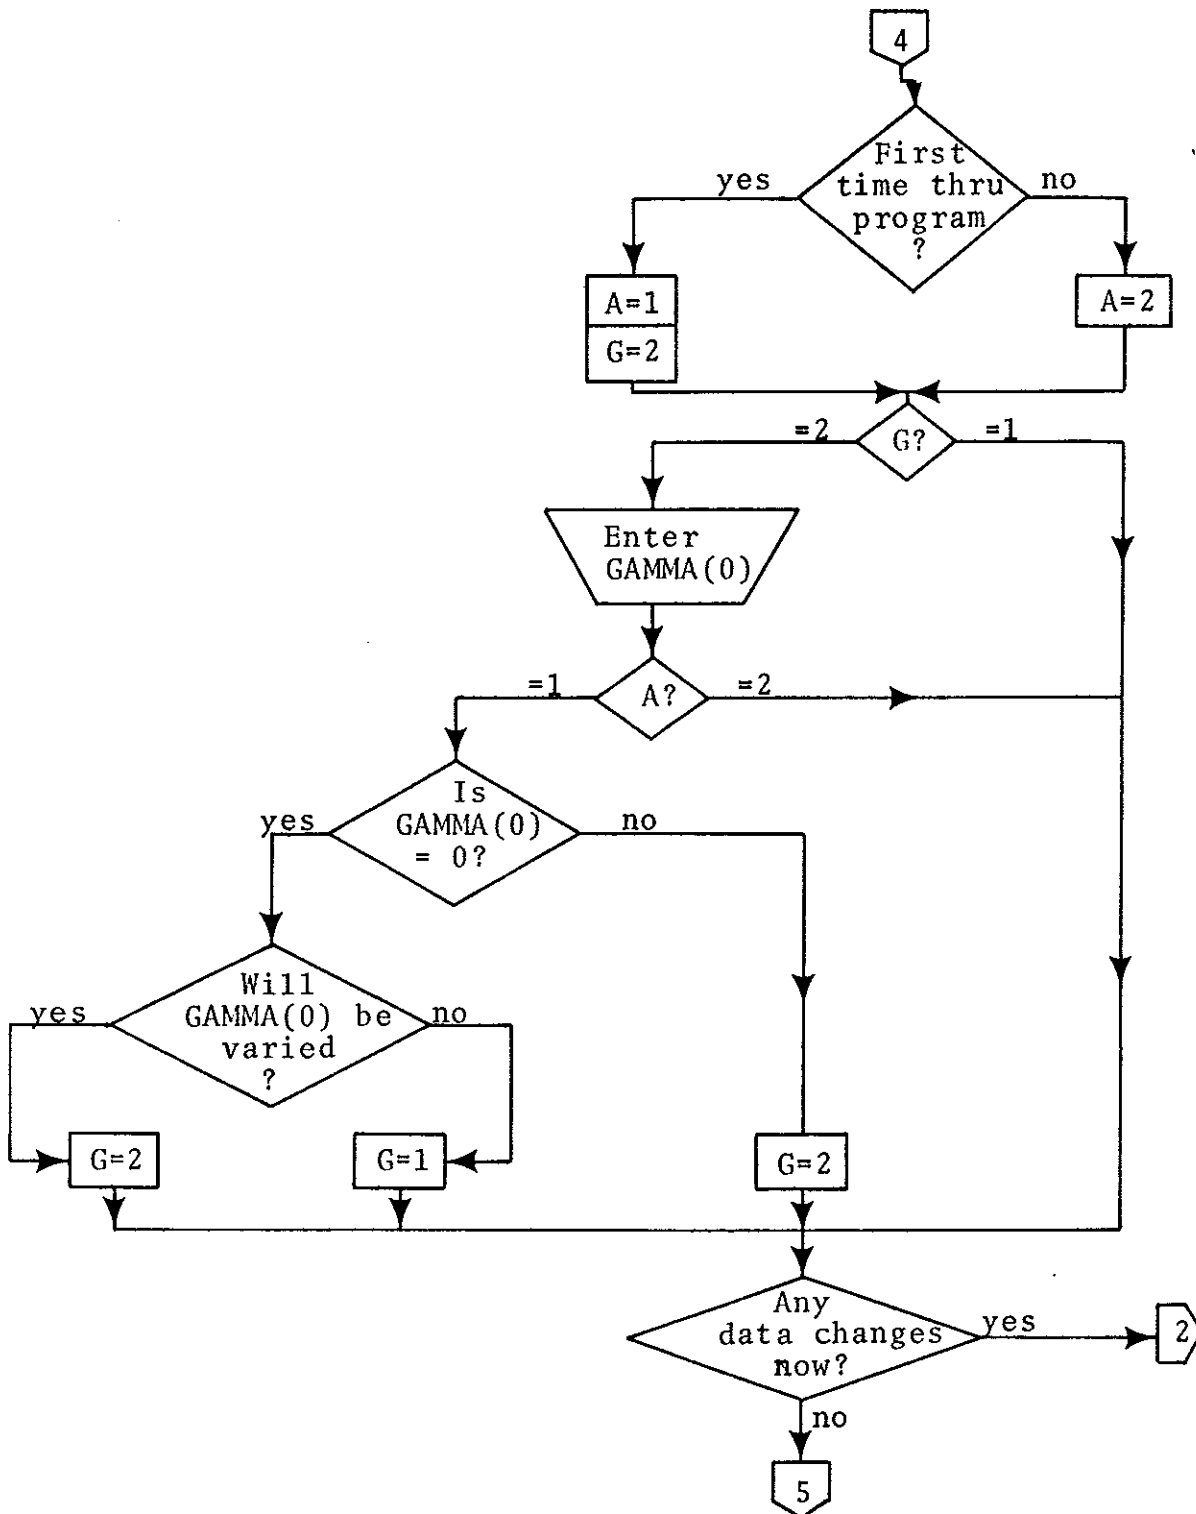 4
First
time thru
program
?
yes
no
A=1
G=2
A=2
G?
=2
=1
Enter
GAMMA(0)
A?
=1
=2
Is
GAMMA(0)
= 0?
yes
no
Will
GAMMA(0) be
varied
?
yes
no
G=2
G=1
G=2
Any
data changes
now?
yes
2
no
5